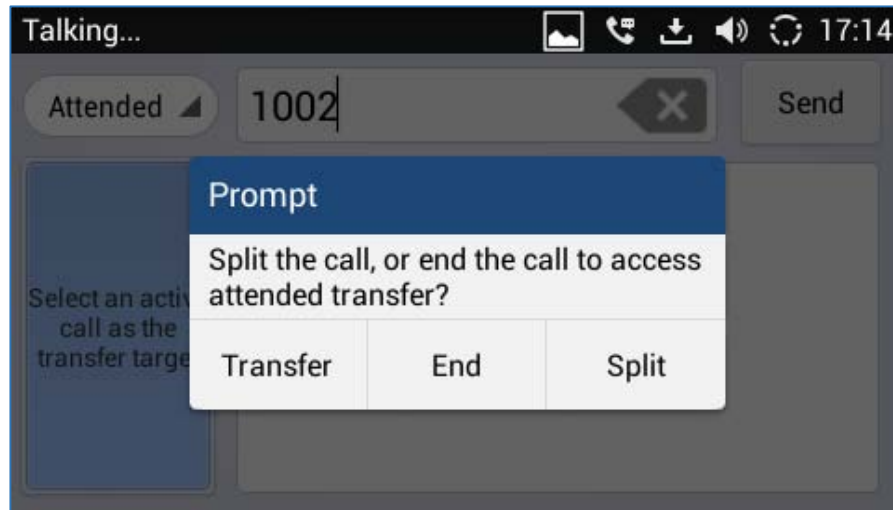 Talking...
17:14
Attended
1002
Send
Prompt
Split the call, or end the call to access
attended transfer?
Select an activ
call as the
transfer targe
Transfer
End
Split